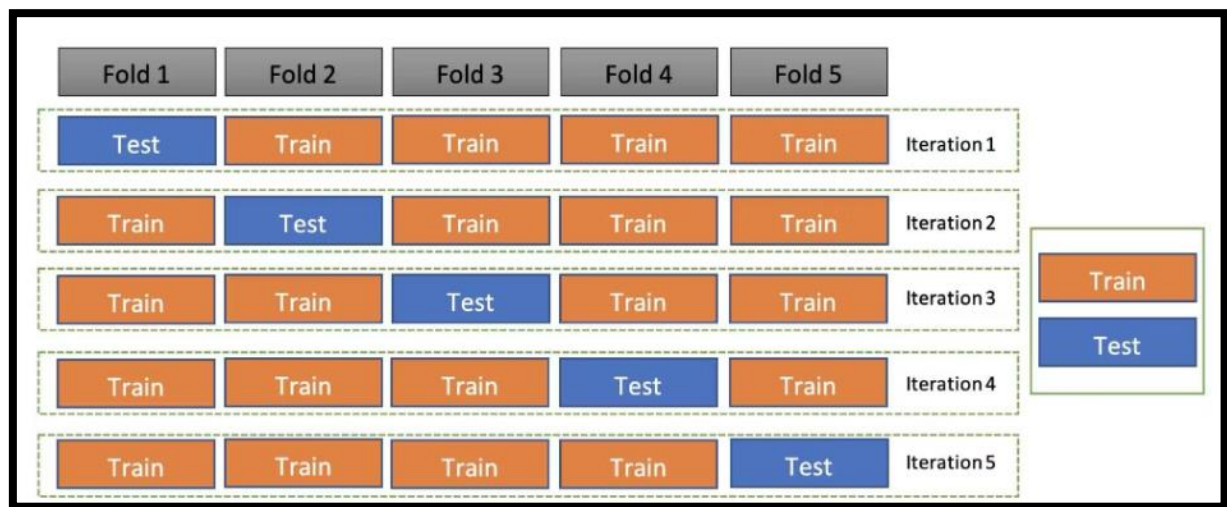 Fold 1 Fold 2 Fold 3 Fold 4 Fold 5
Test Train Train Train Train Iteration 1
Train Test Train Train Train Iteration 2
Train Train Test Train Train Iteration 3
Train Train Train Test Train Iteration 4
Train Train Train Train Test Iteration 5
Train
Test